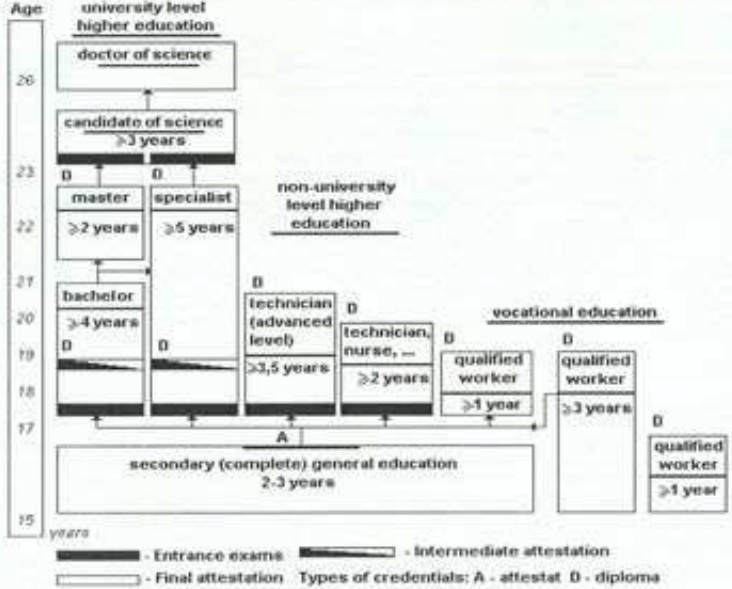 Age
university level
higher education
doctor of science
26
candidate of science
⩾3 years
23
D D
master specialist
non-university
level higher
education
22
⩾2 years ⩾5 years
21
D
bachelor
technician
(advanced
level)
D
vocational education
20
⩾4 years
technician,
nurse, ...
D D
D D
19
qualified
worker
qualified
worker
⩾3,5 years
⩾2 years
18
⩾1 year
⩾3 years
17
A
D
secondary (complete) general education
2-3 years
qualified
worker
⩾1 year
15
years
- Entrance exams - Intermediate attestation
- Final attestation Types of credentials: A - attestat D - diploma